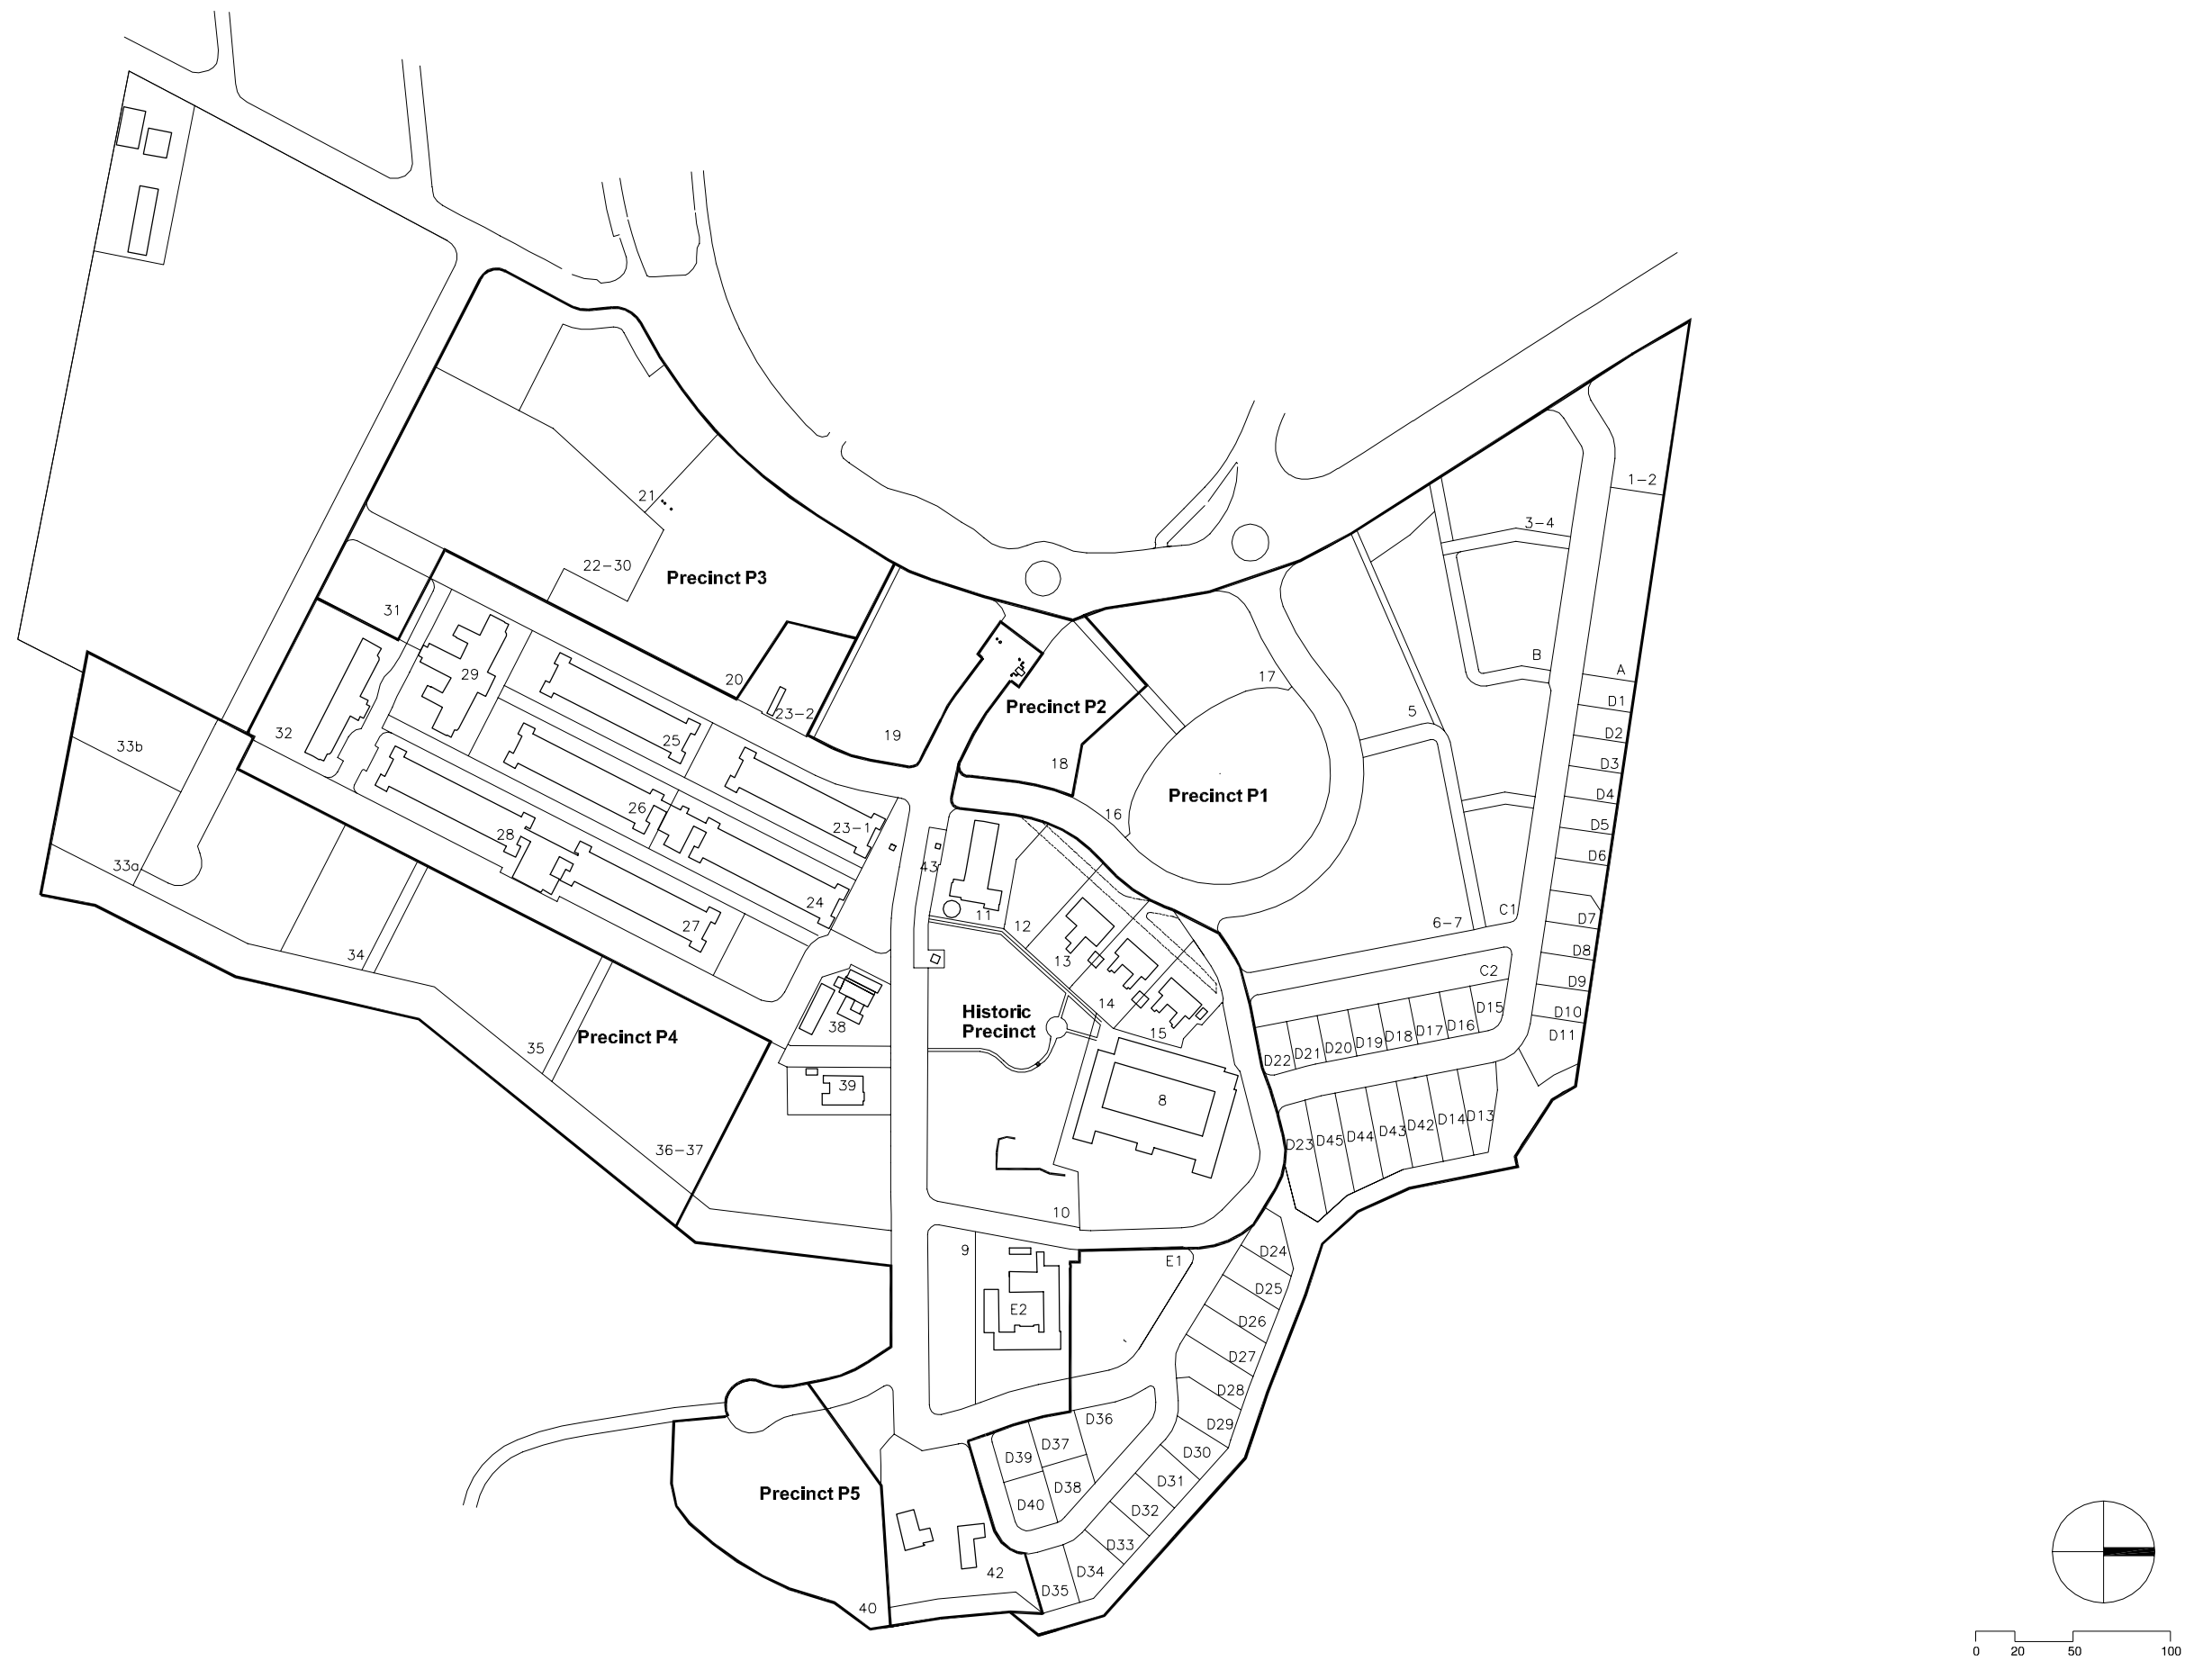 1-2
21
3-4
22-30
Precinct P3
31
B
A
29
17
20
D1
Precinct P2
5
23-2
32
D2
33b
25
19
18
D3
Precinct P1
D4
26
16
23-1
D5
28
33a
43
D6
24
11
C1
27
12
6-7
D7
34
13
D8
C2
14
D9
Historic
Precinct
D15
D10
38
15
D16
D17
D18
D11
Precinct P4
35
D19
D20
D21
D22
39
8
D13
D14
D42
D43
D44
D45
D23
36-37
10
9
D24
E1
D25
E2
D26
D27
D28
D36
D29
D37
D30
D39
D31
D38
Precinct P5
D40
D32
D33
42
D34
D35
40
0 20 50 100